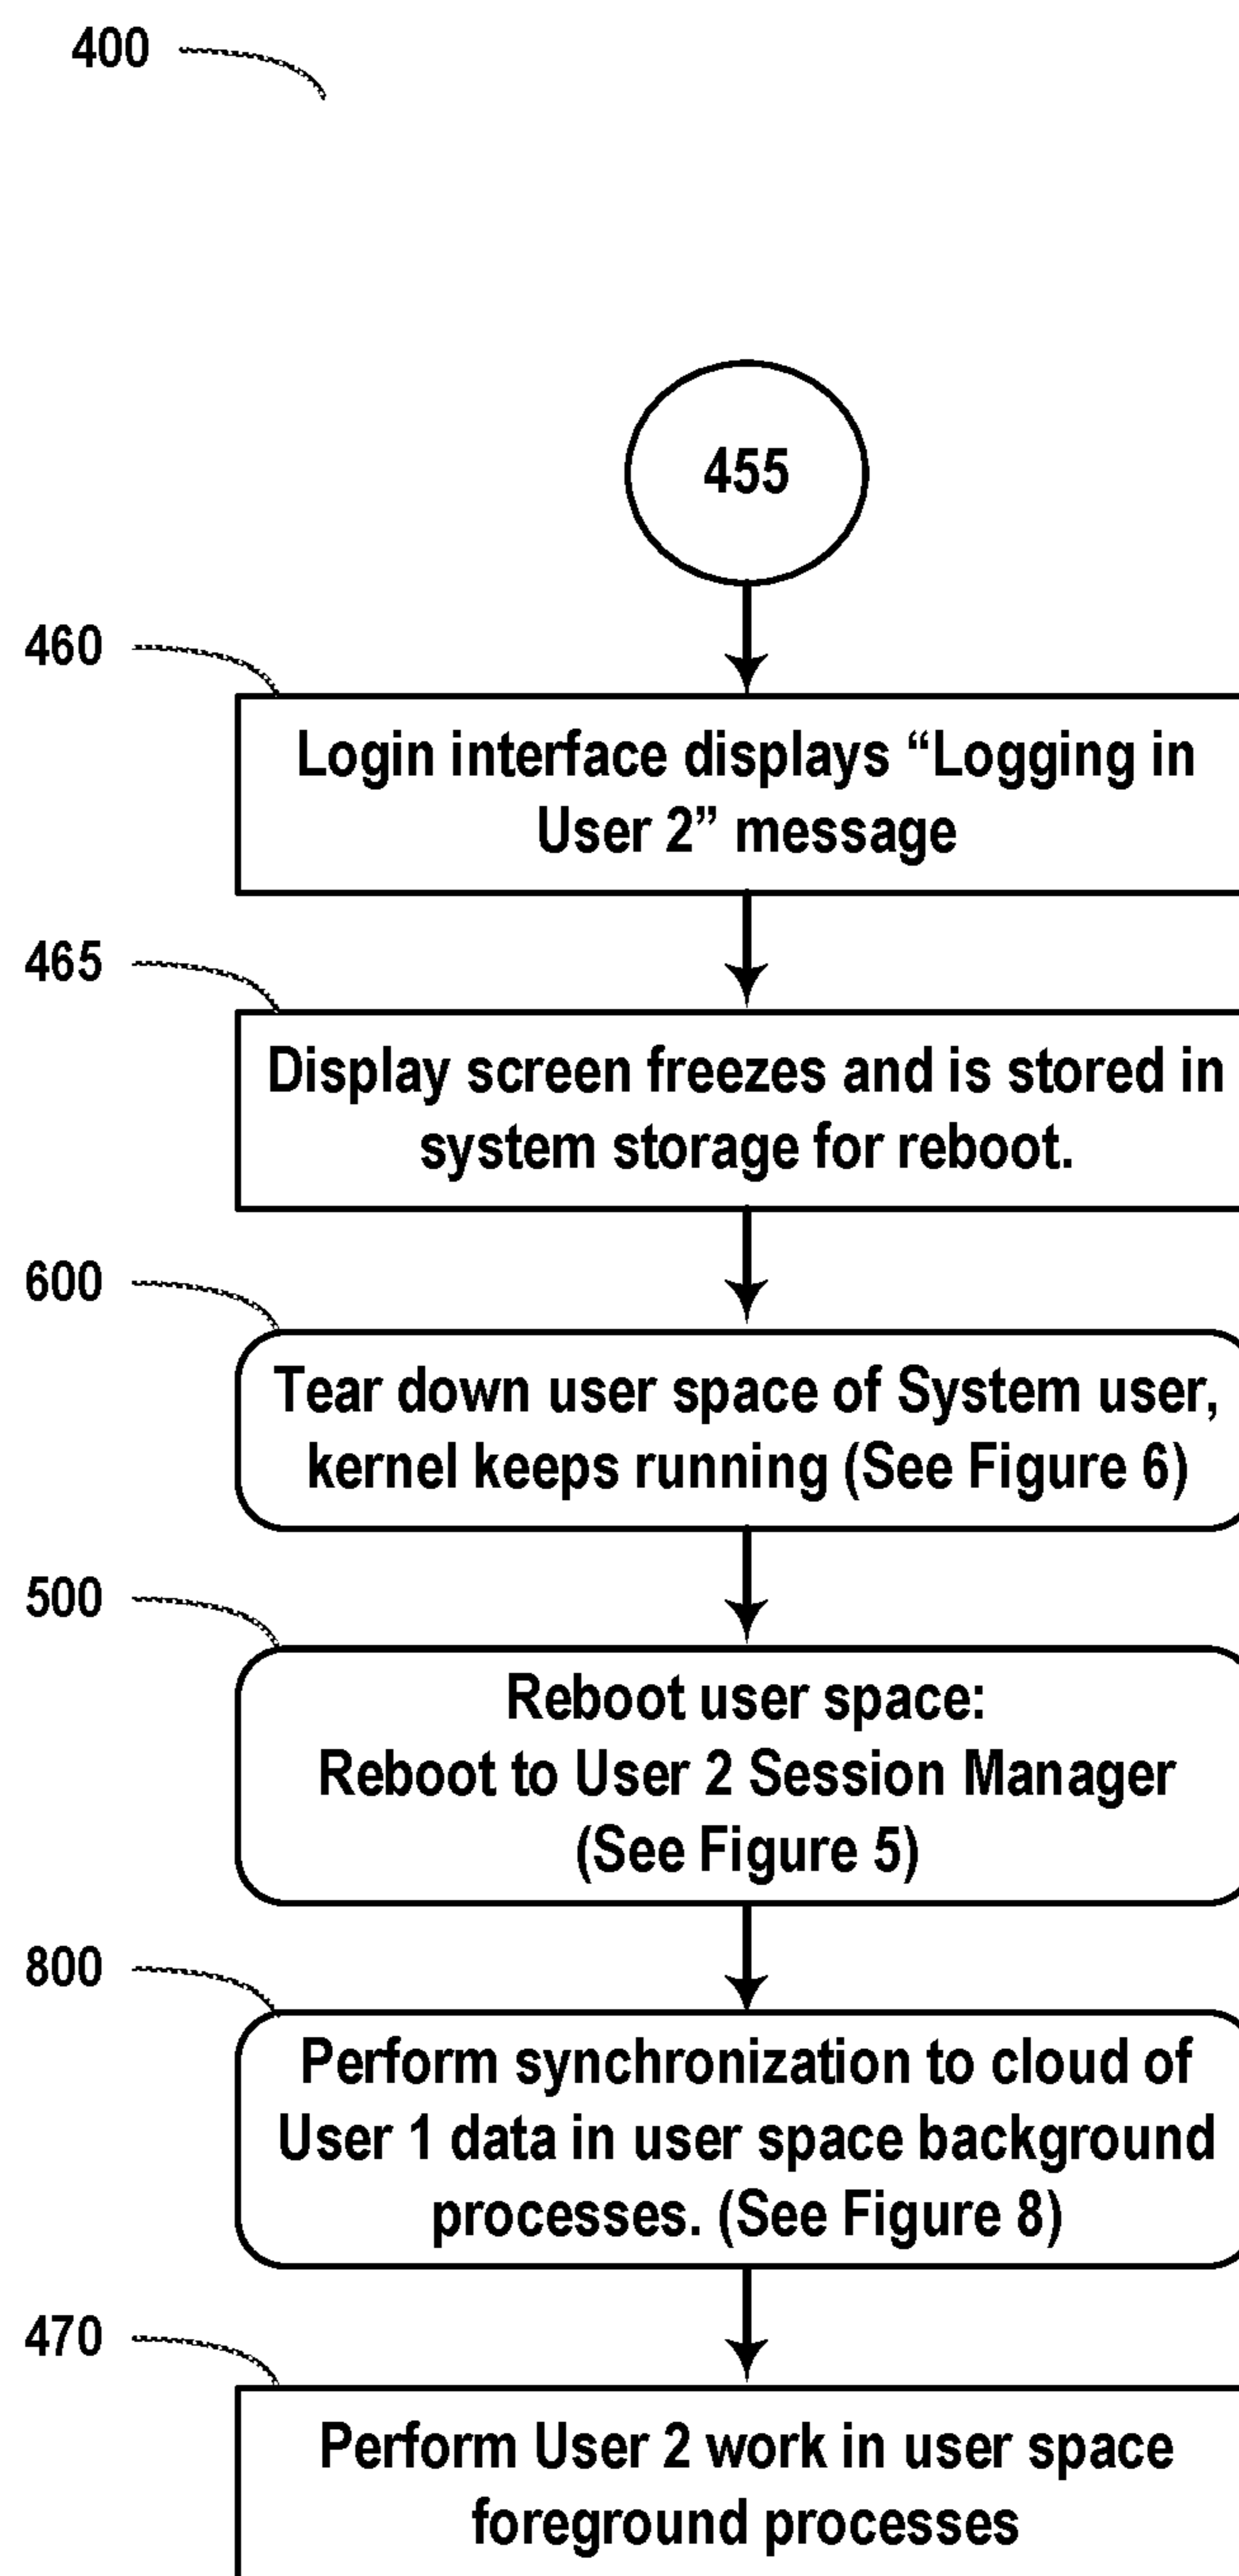 400
455
460
Login interface displays “Logging in
User 2” message
465
Display screen freezes and is stored in
system storage for reboot.
600
Tear down user space of System user,
kernel keeps running (See Figure 6)
500
Reboot user space:
Reboot to User 2 Session Manager
(See Figure 5)
800
Perform synchronization to cloud of
User 1 data in user space background
processes. (See Figure 8)
470
Perform User 2 work in user space
foreground processes